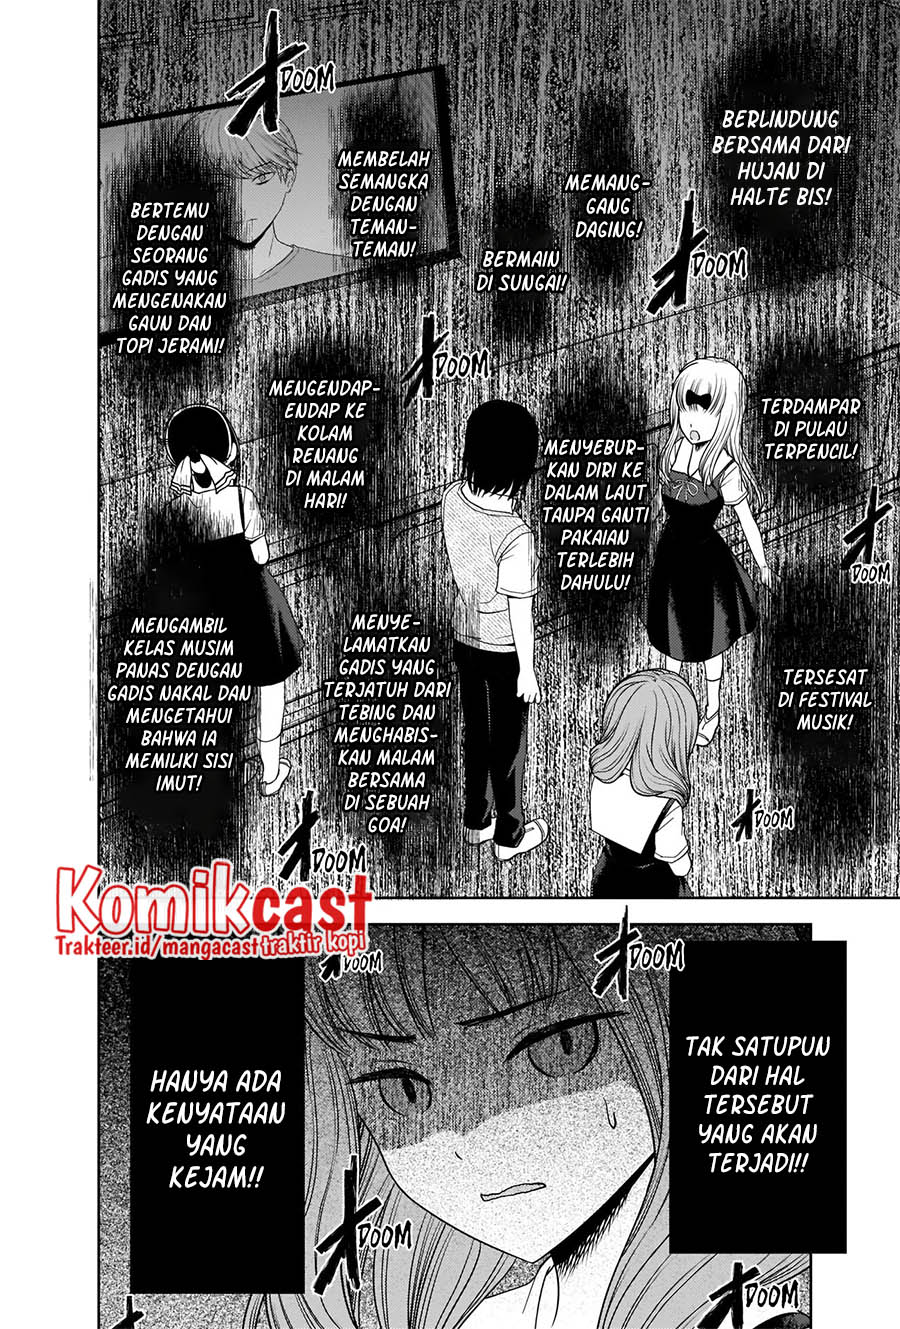 DOOM
BERLINDUNG
BERSAMA DARI
HUJAN DI
HALTE BIS!
MEMANG-
GANG
DAGING!
MEMBELAH
SEMANGKA
DENGAN
TEMAN-
TEMAN!
BERTEMU
DENGAN
SEORANG
GADIS YANG
MENGENAKAN
GAUN DAN
TOPI JERAMI!
BERMAIN
DI SUNGAI!
DOOM
DOOM
TERDAMPAR
DI PULAU
TERPENCIL!
MENYEBUR-
KAN DIRI KE
DALAM LAUT
TANPA GANTI
PAKAIAN
TERLEBIH
DAHULU!
MENGENDAP-
ENDAP KE
KOLAM
RENANG
DI MALAM
HARI!
DOOM
TERSESAT
DI FESTIVAL
MUSIK!
MENYE-
LAMATKAN
GADIS YANG
TERJATUH DARI
TEBING DAN
MENGHABIS-
KAN MALAM
BERSAMA
DI SEBUAH
GOA!
MENGAMBIL
KELAS MUSIM
PANAS DENGAN
GADIS NAKAL DAN
MENGETAHUI
BAHWA IA
MEMILIKI SISI
IMUT!
DOOM
DOOM
Komikcast
Trakteer.id/mangacast traktir kopi
DOOM
DOOM
TAK SATUPUN
DARI HAL
TERSEBUT
YANG AKAN
TERJADI!!
HANYA ADA
KENYATAAN
YANG
KEJAM!!
DOOM
DOOM